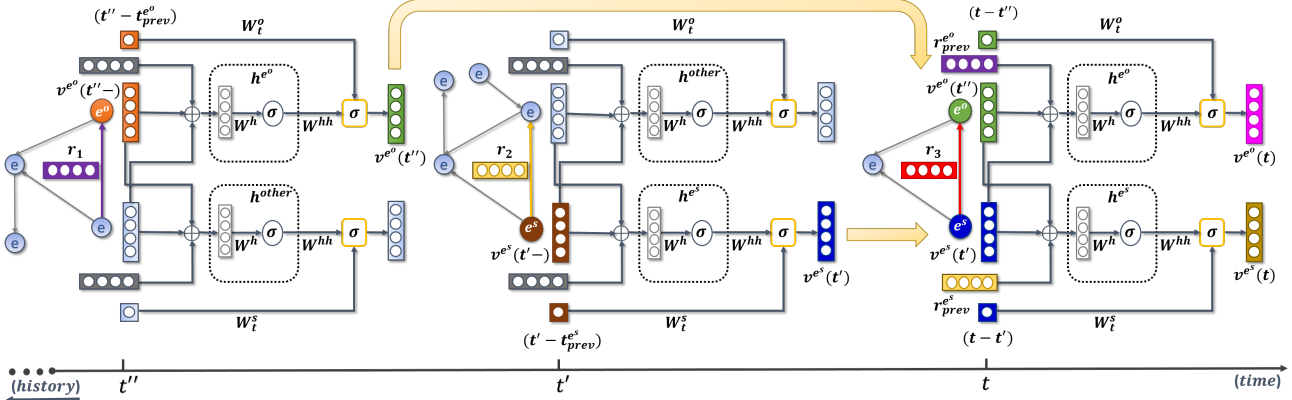 (t'' − t^{e^o}_{prev})
W^o_t
h^{e^o}
v^{e^o}(t''−)
e^o
W^h
σ
W^{hh}
σ
e
r_1
v^{e^o}(t'')
e
h^{other}
e
W^h
σ
W^{hh}
σ
W^s_t
W^o_t
h^{other}
e
e
e
W^h
σ
W^{hh}
σ
e
r_2
h^{e^s}
e^s
W^h
σ
W^{hh}
σ
v^{e^s}(t'−)
v^{e^s}(t')
W^s_t
(t' − t^{e^s}_{prev})
(t − t'')
W^o_t
r^{e^o}_{prev}
h^{e^o}
v^{e^o}(t'')
e^o
W^h
σ
W^{hh}
σ
v^{e^o}(t)
e
r_3
h^{e^s}
e^s
W^h
σ
W^{hh}
σ
v^{e^s}(t')
v^{e^s}(t)
r^{e^s}_{prev}
W^s_t
(t − t')
(history)
t''
t'
t
(time)